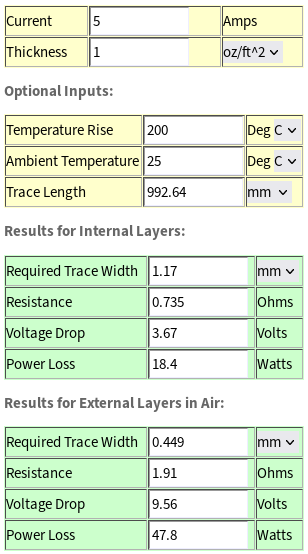 Current 5 Amps
Thickness 1 oz/ft^2
Optional Inputs:
Temperature Rise 200 Deg C
Ambient Temperature 25 Deg C
Trace Length 992.64 mm
Results for Internal Layers:
Required Trace Width 1.17 mm
Resistance 0.735 Ohms
Voltage Drop 3.67 Volts
Power Loss 18.4 Watts
Results for External Layers in Air:
Required Trace Width 0.449 mm
Resistance 1.91 Ohms
Voltage Drop 9.56 Volts
Power Loss 47.8 Watts